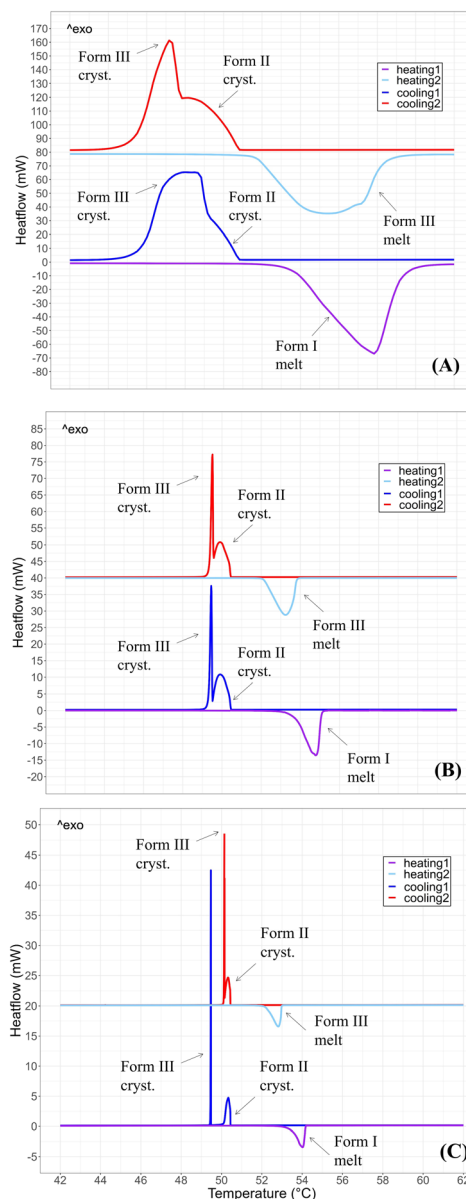 ^exo
170
160
150
140
130
120
110
100
90
80
70
60
50
40
30
20
10
0
-10
-20
-30
-40
-50
-60
-70
-80
Heatflow (mW)
Form III
cryst.
Form II
cryst.
heating1
heating2
cooling1
cooling2
Form III
cryst.
Form II
cryst.
Form III
melt
Form I
melt
(A)
^exo
85
80
75
70
65
60
55
50
45
40
35
30
25
20
15
10
5
0
-5
-10
-15
-20
Heatflow (mW)
heating1
heating2
cooling1
cooling2
Form III
cryst.
Form II
cryst.
Form III
cryst.
Form III
melt
Form II
cryst.
Form I
melt
(B)
^exo
50
45
40
35
30
25
20
15
10
5
0
-5
Heatflow (mW)
Form III
cryst.
heating1
heating2
cooling1
cooling2
Form II
cryst.
Form III
melt
Form III
cryst.
Form II
cryst.
Form I
melt
(C)
42 44 46 48 50 52 54 56 58 60 62
Temperature (°C)